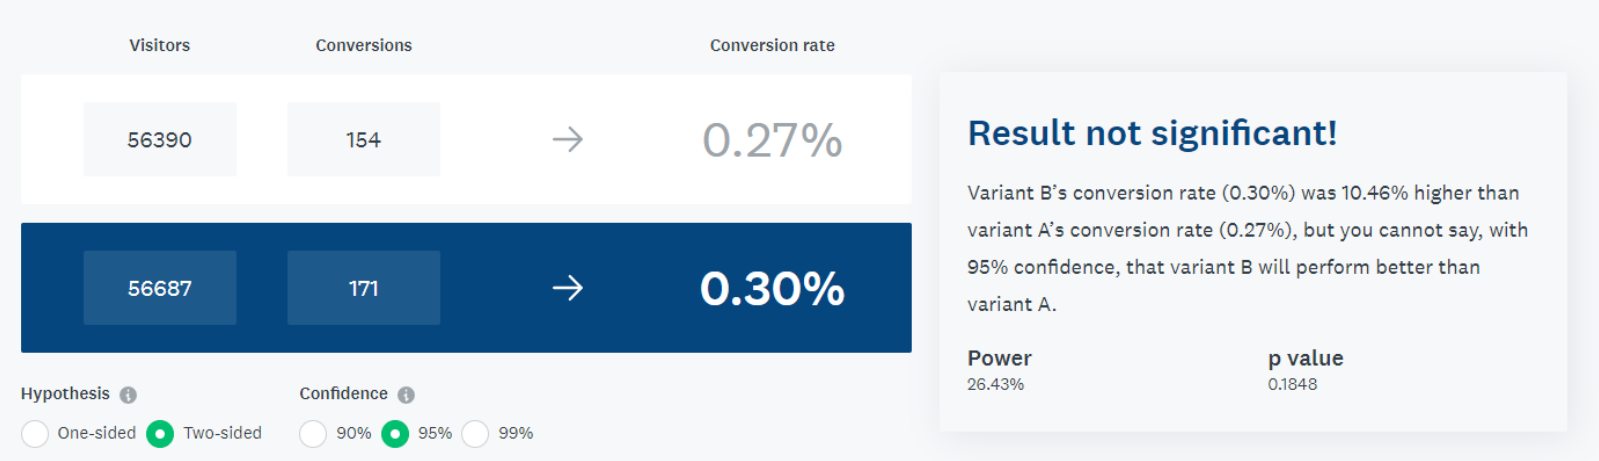 Visitors Conversions Conversion rate
56390 154 → 0.27%
56687 171 → 0.30%
Hypothesis Confidence
One-sided Two-sided 90% 95% 99%
Result not significant!
Variant B’s conversion rate (0.30%) was 10.46% higher than
variant A’s conversion rate (0.27%), but you cannot say, with
95% confidence, that variant B will perform better than
variant A.
Power p value
26.43% 0.1848